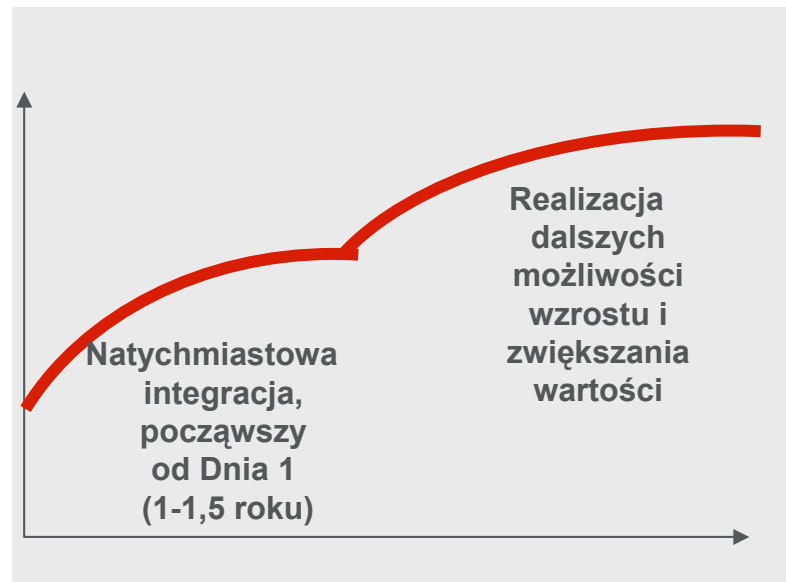 Realizacja
dalszych
możliwości
wzrostu i
zwiększania
wartości
Natychmiastowa
integracja,
począwszy
od Dnia 1
(1-1,5 roku)